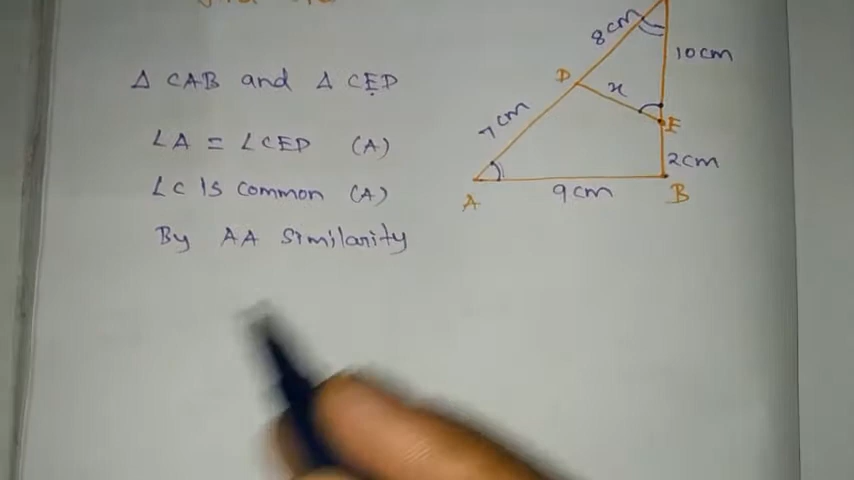 Δ CAB and Δ CED
∠A = ∠CED (A)
∠C is common (A)
By AA similarity
8cm
10cm
D
x
7cm
E
2cm
A
9cm
B